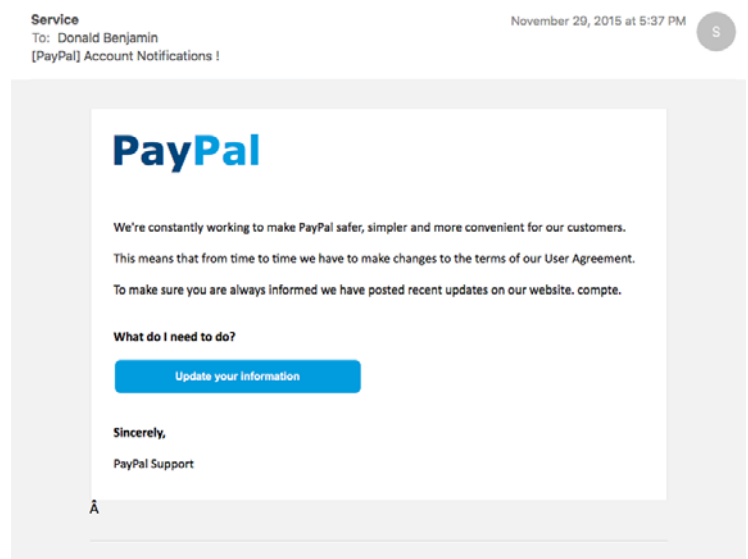 Service
November 29, 2015 at 5:37 PM
S
To: Donald Benjamin
[PayPal] Account Notifications !
PayPal
We're constantly working to make PayPal safer, simpler and more convenient for our customers.
This means that from time to time we have to make changes to the terms of our User Agreement.
To make sure you are always informed we have posted recent updates on our website. compte.
What do I need to do?
Update your information
Sincerely,
PayPal Support
Â